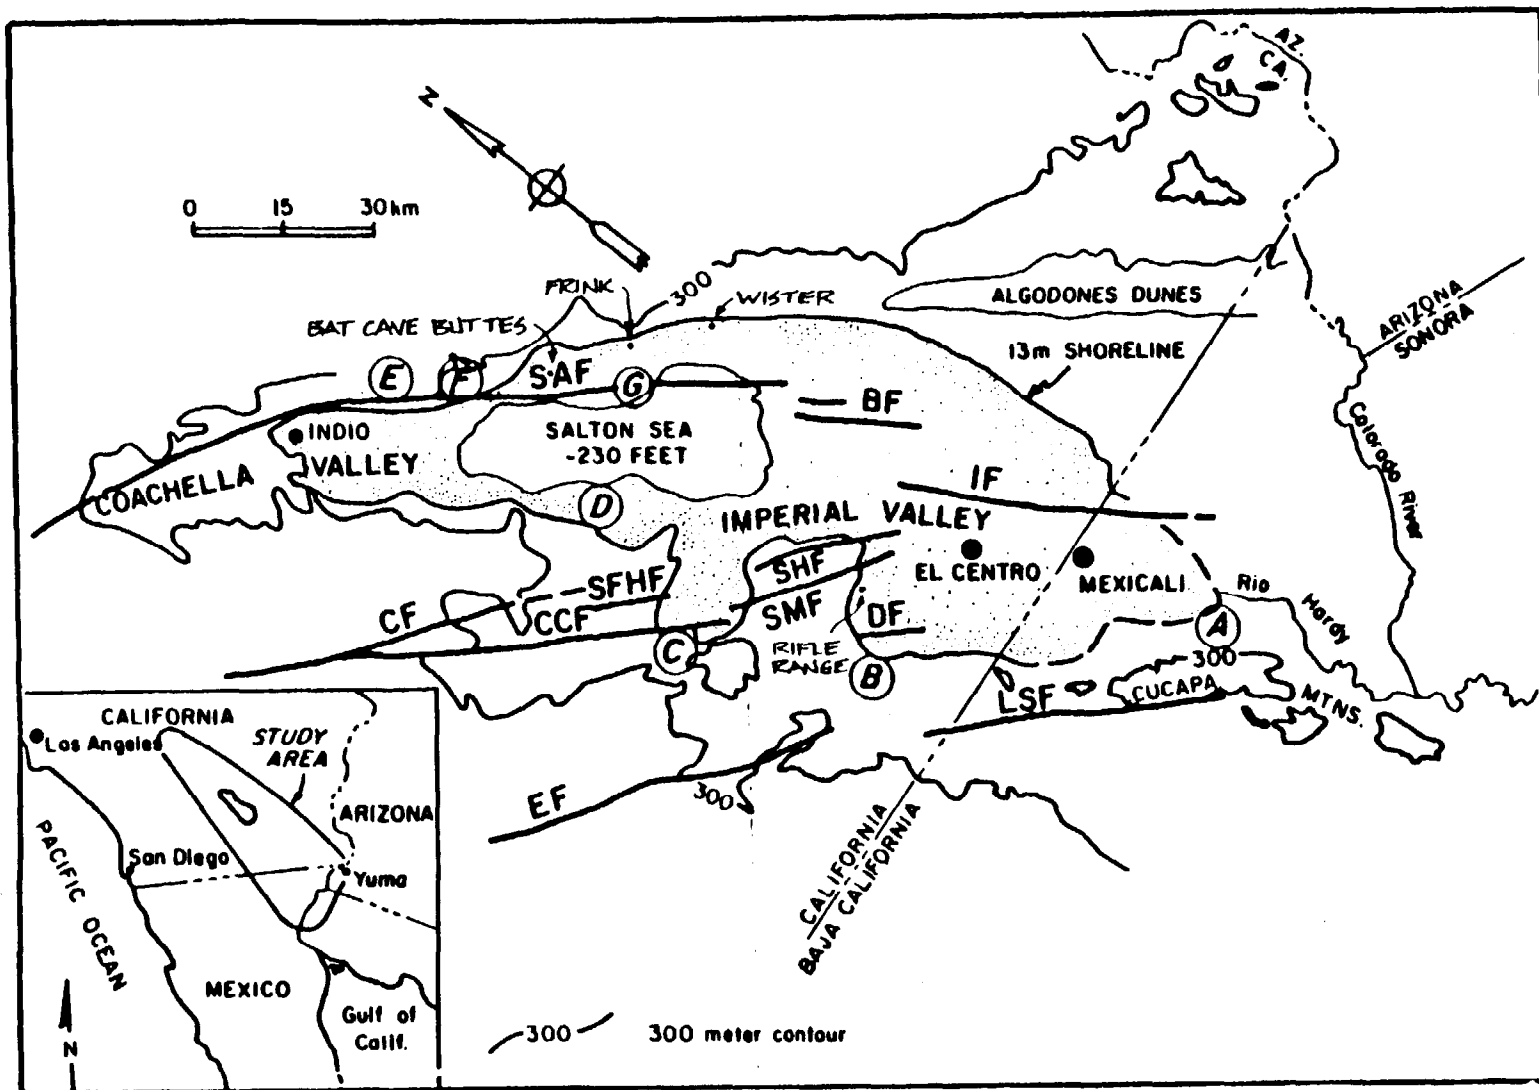 AZ.
CA.
N
0 15 30 km
300
FRINK
WISTER
ALGODONES DUNES
BAT CAVE BUTTES
ARIZONA
SONORA
13m SHORELINE
E
F
SAF
G
BF
Colorado River
INDIO
SALTON SEA
-230 FEET
COACHELLA VALLEY
IF
D
IMPERIAL VALLEY
EL CENTRO
MEXICALI
SHF
SFHF
SMF
CF
CCF
DF
Rio Hardy
A
C
RIFLE
RANGE
B
300
LSF
CUCAPA MTNS.
EF
300
CALIFORNIA
BAJA CALIFORNIA
CALIFORNIA
Los Angeles
STUDY
AREA
ARIZONA
PACIFIC OCEAN
San Diego
Yuma
MEXICO
Gulf of
Calif.
N
300 300 meter contour